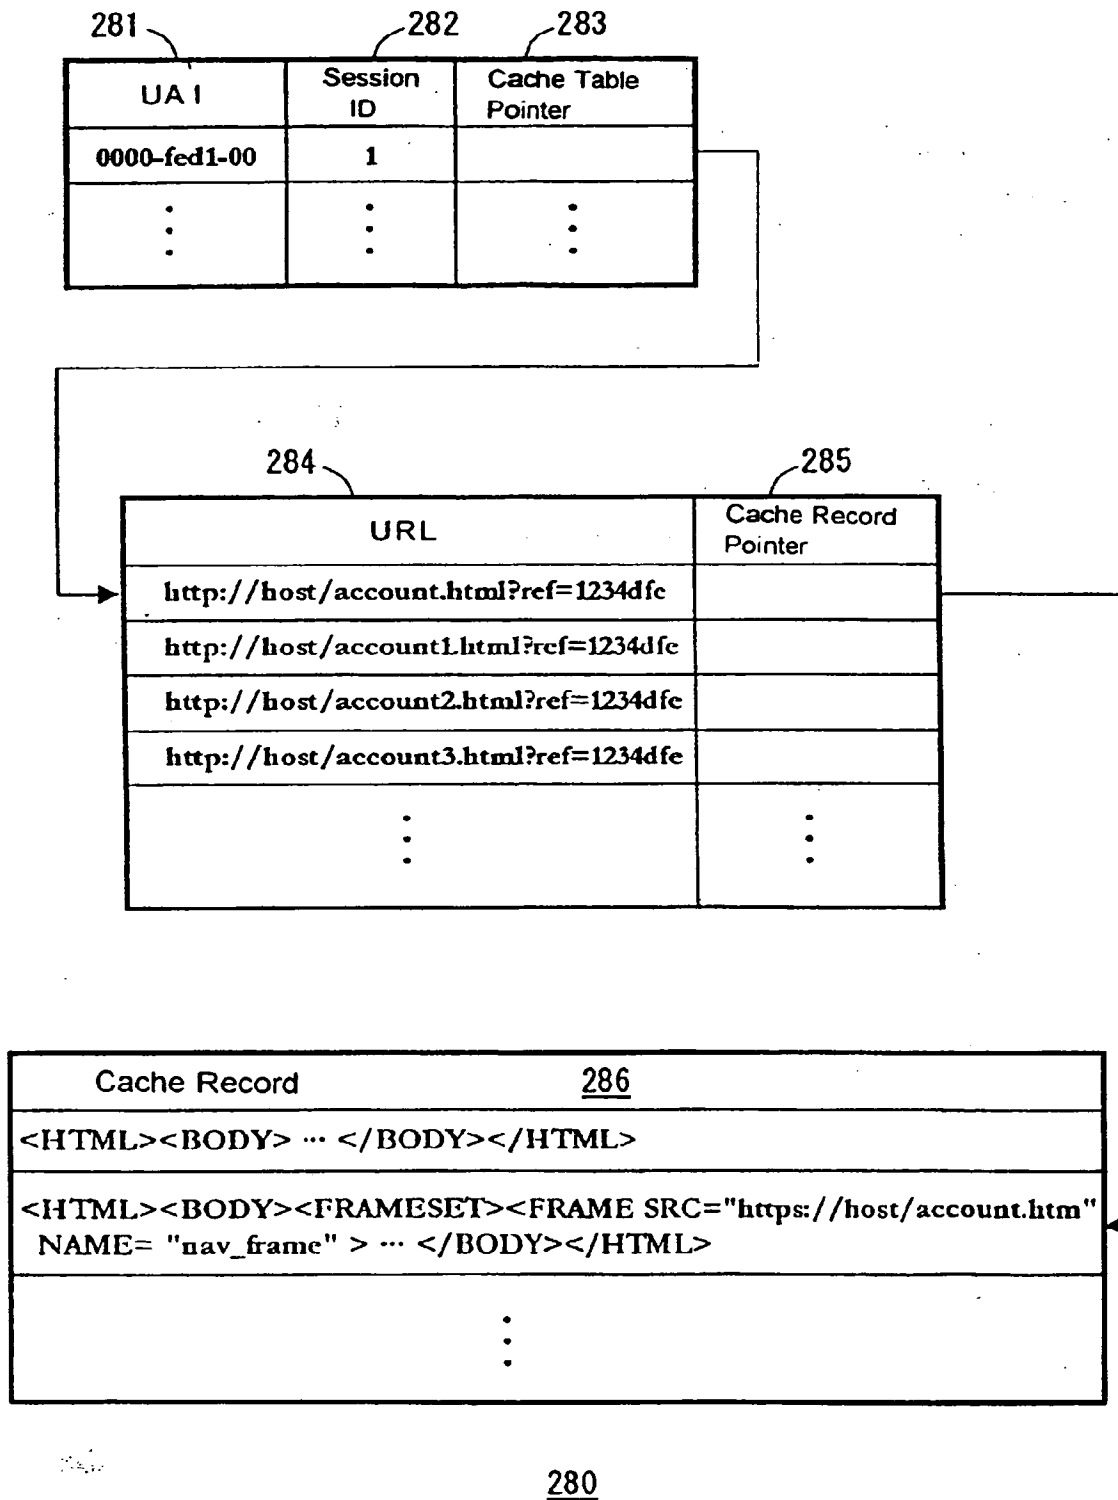 281 282 283
UAI Session ID Cache Table Pointer
0000-fed1-00 1
284 285
URL Cache Record Pointer
http://host/account.html?ref=1234dfe
http://host/account1.html?ref=1234dfe
http://host/account2.html?ref=1234dfe
http://host/account3.html?ref=1234dfe
Cache Record 286
<HTML><BODY> ... </BODY></HTML>
<HTML><BODY><FRAMESET><FRAME SRC="https://host/account.htm"
NAME= "nav_frame" > ... </BODY></HTML>
280